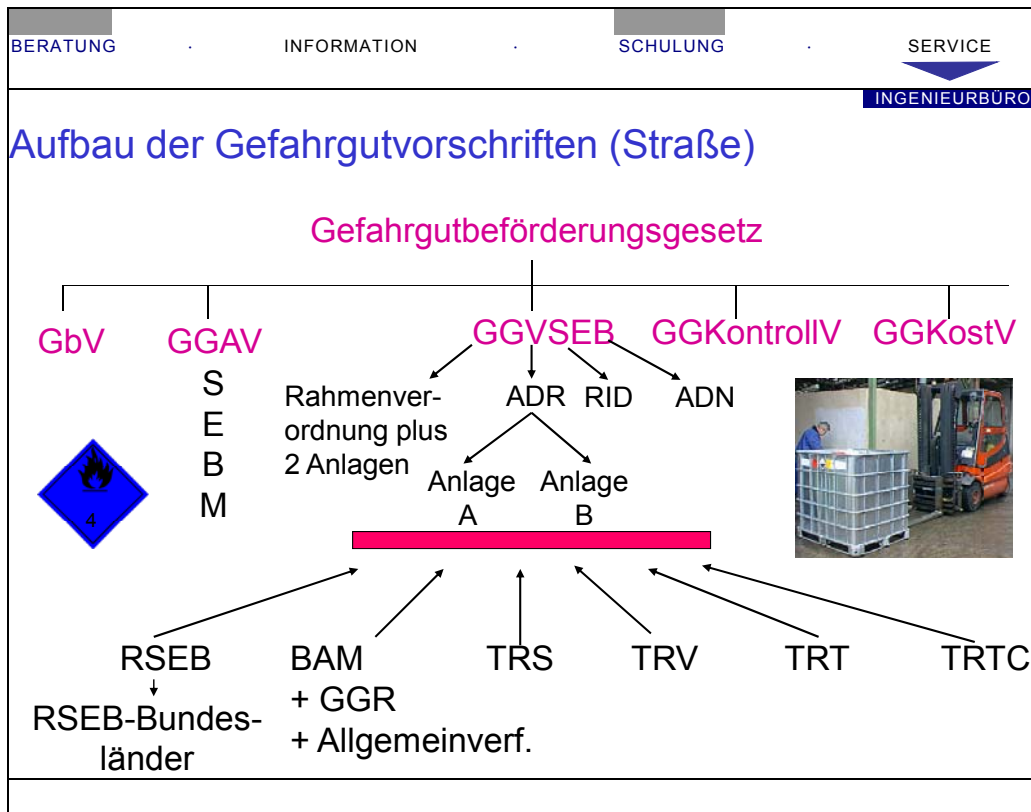 BERATUNG · INFORMATION · SCHULUNG · SERVICE
INGENIEURBÜRO
Aufbau der Gefahrgutvorschriften (Straße)
Gefahrgutbeförderungsgesetz
GbV GGAV GGVSEB GGKontrollV GGKostV
S
E
B
M
Rahmenver-
ordnung plus
2 Anlagen
ADR RID ADN
Anlage
A
Anlage
B
4
RSEB BAM TRS TRV TRT TRTC
+ GGR
+ Allgemeinverf.
RSEB-Bundes-
länder